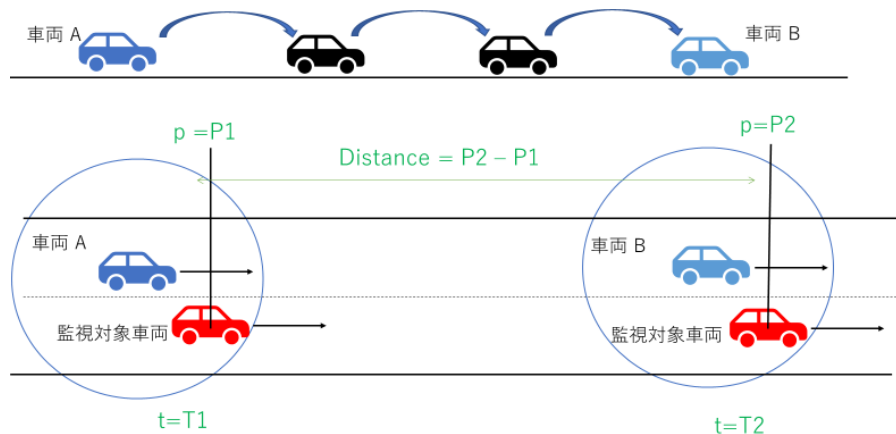 車両 A
車両 B
p =P1
p=P2
Distance = P2 – P1
車両 A
車両 B
監視対象車両
監視対象車両
t=T1
t=T2